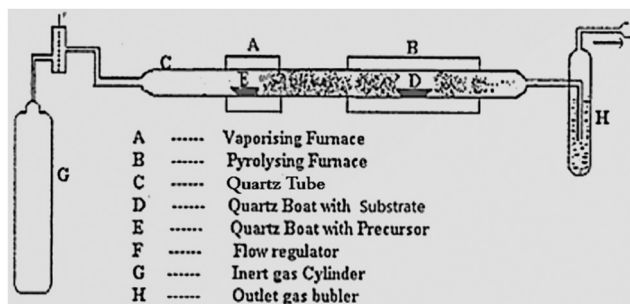 F
A
B
C
E
D
G
H
A ----- Vaporising Furnace
B ----- Pyrolysing Furnace
C ----- Quartz Tube
D ----- Quartz Boat with Substrate
E ----- Quartz Boat with Precursor
F ----- Flow regulator
G ----- Inert gas Cylinder
H ----- Outlet gas bubler